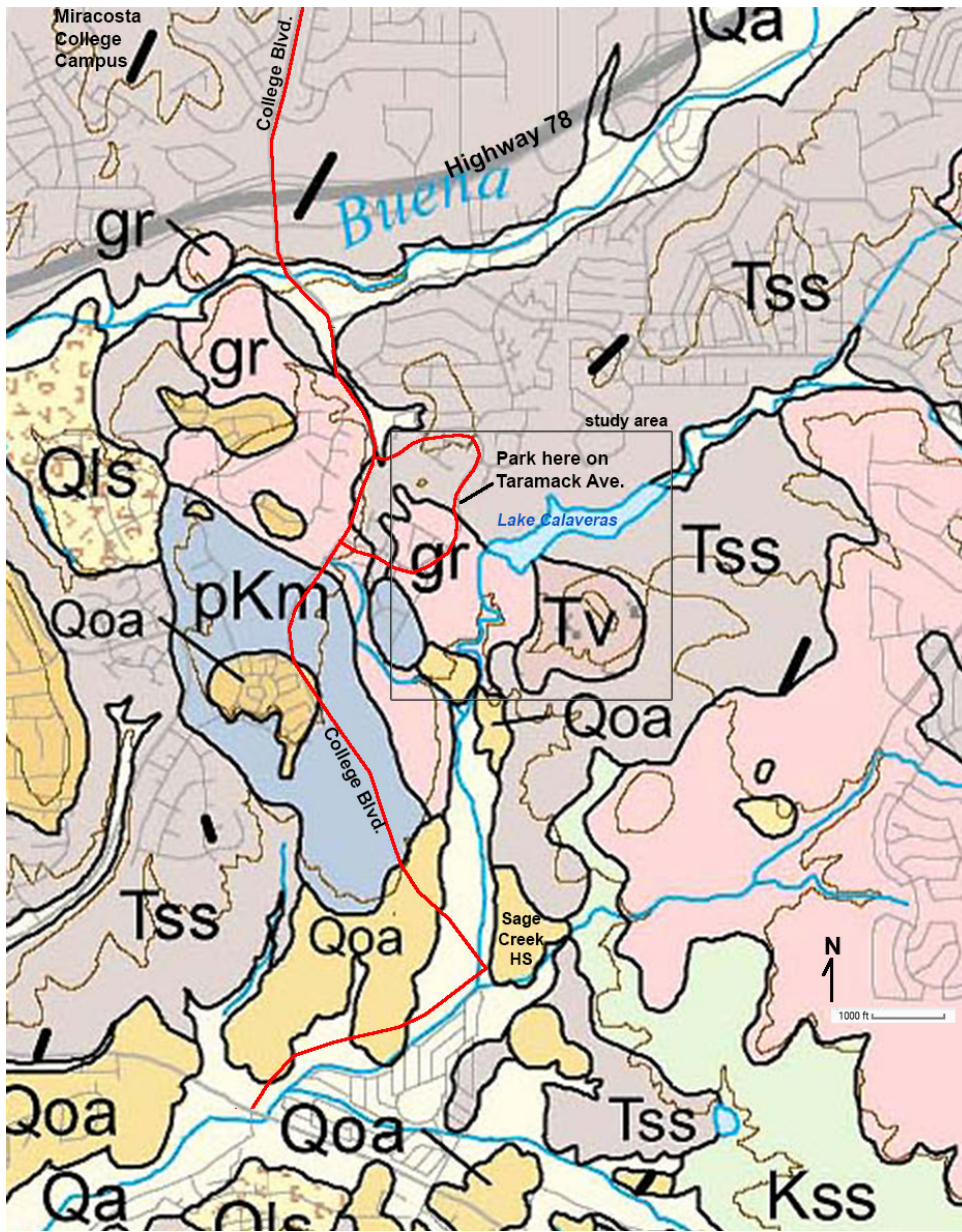 Miracosta
College
Campus
College Blvd.
Qa
Highway 78
Buena
gr
Tss
gr
study area
Park here on
Taramack Ave.
Qls
Lake Calaveras
Tss
gr
pKm
Tv
Qoa
Qoa
College Blvd.
Tss
Qoa
Sage
Creek
HS
N
1000 ft
Qoa
Qoa
Tss
Qa
Qls
Kss